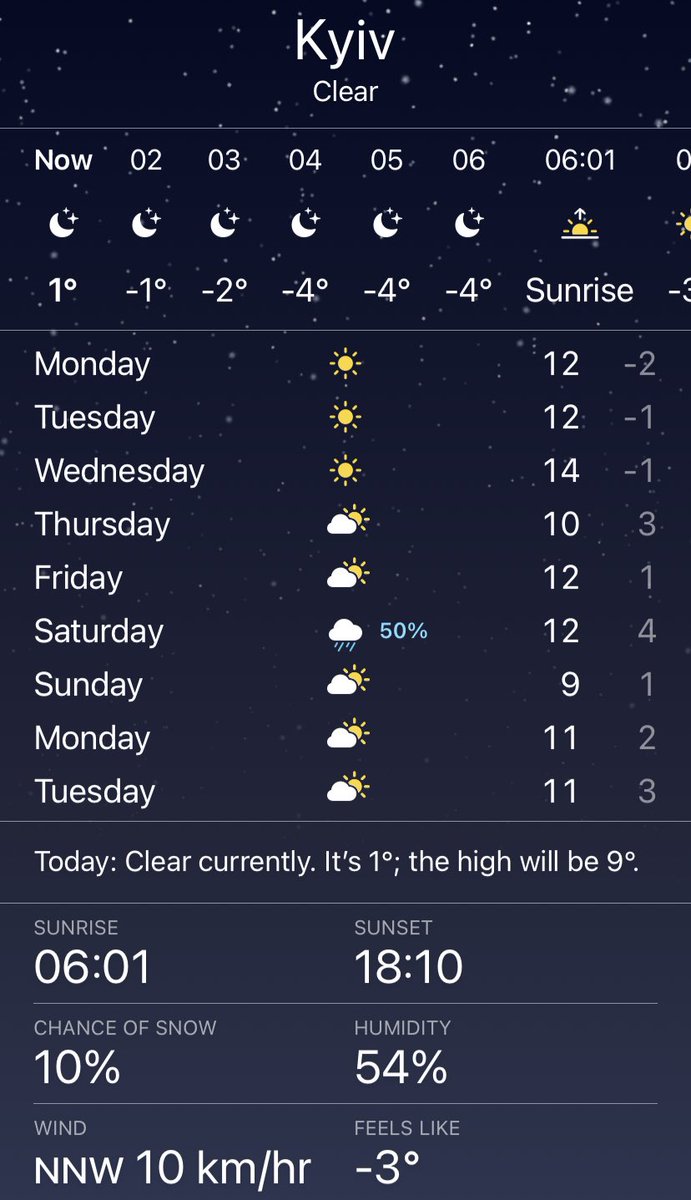 Kyiv
Clear
Now 02 03 04 05 06 06:01
1° -1° -2° -4° -4° -4° Sunrise
Monday 12 -2
Tuesday 12 -1
Wednesday 14 -1
Thursday 10 3
Friday 12 1
Saturday 50% 12 4
Sunday 9 1
Monday 11 2
Tuesday 11 3
Today: Clear currently. It’s 1°; the high will be 9°.
SUNRISE SUNSET
06:01 18:10
CHANCE OF SNOW HUMIDITY
10% 54%
WIND FEELS LIKE
NNW 10 km/hr -3°